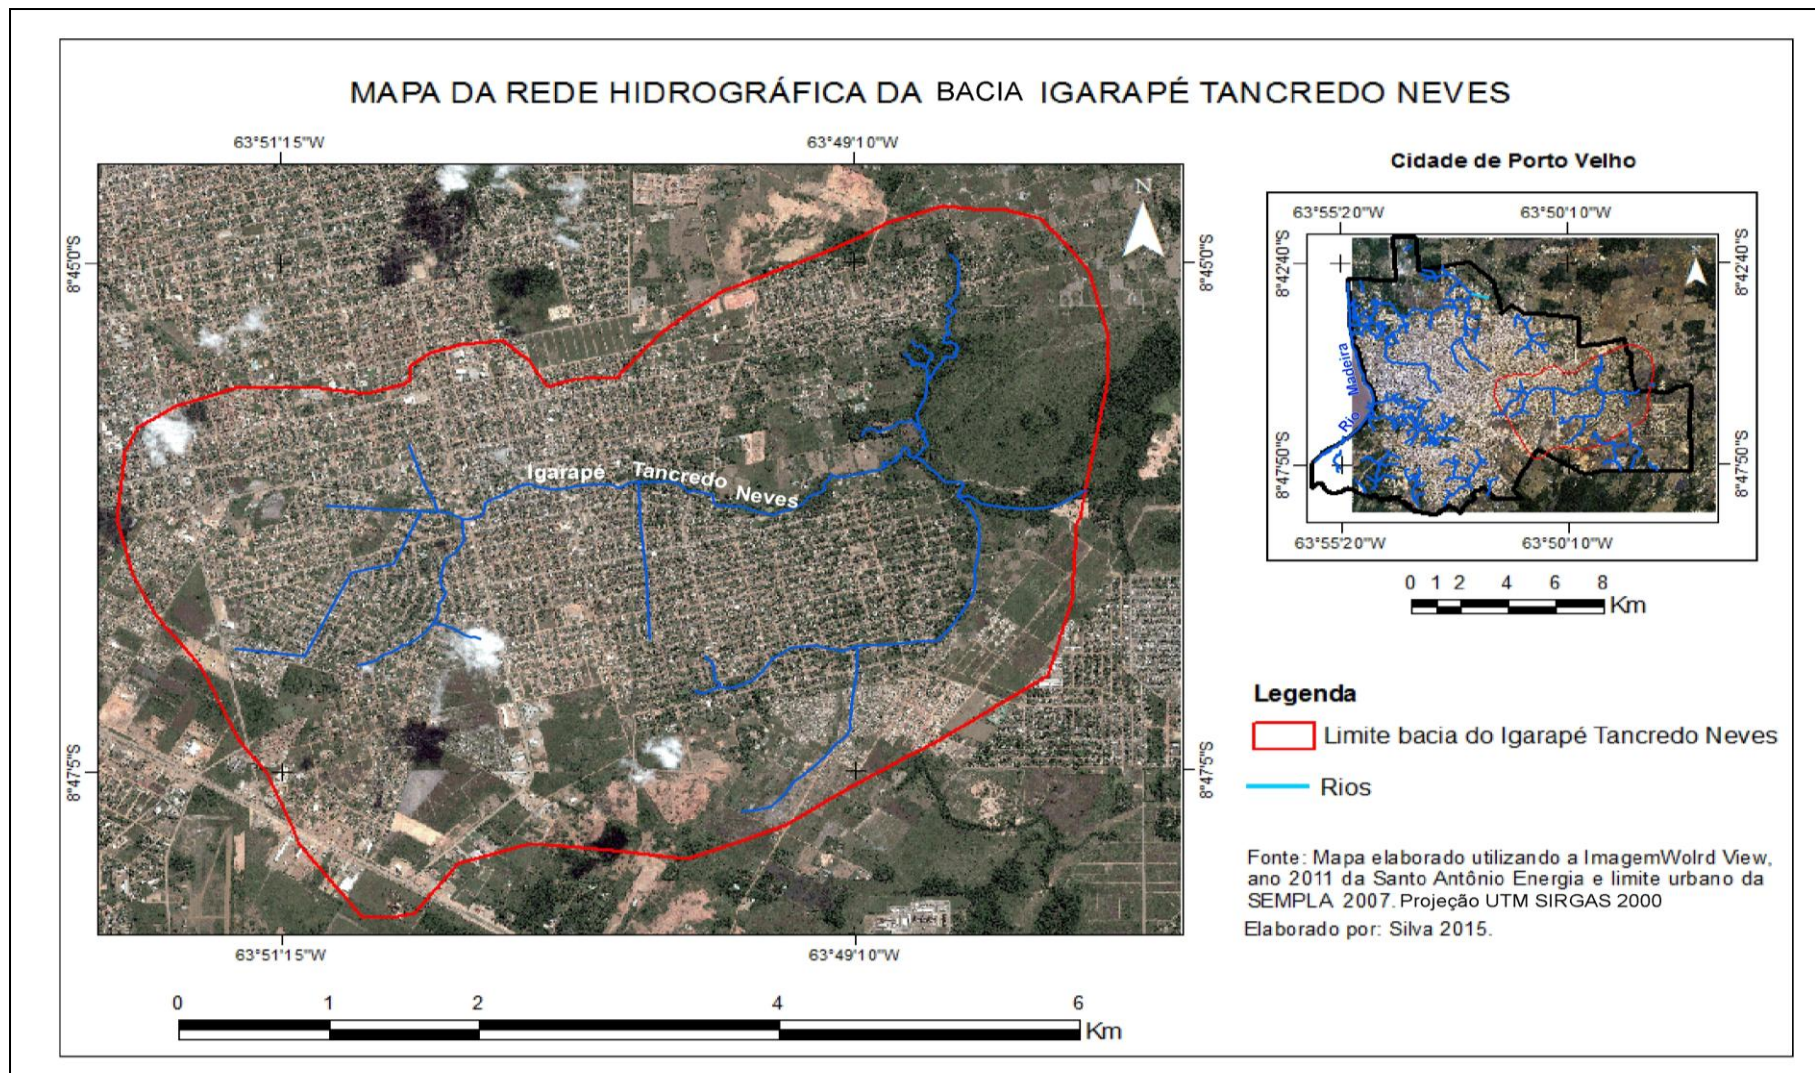 MAPA DA REDE HIDROGRÁFICA DA BACIA IGARAPÉ TANCREDO NEVES
63°51'15"W
63°49'10"W
8°45'0"S
8°45'0"S
N
Igarapé Tancredo Neves
8°47'5"S
8°47'5"S
63°51'15"W
63°49'10"W
0 1 2 4 6
Km
Cidade de Porto Velho
63°55'20"W
63°50'10"W
8°42'40"S
8°42'40"S
Rio Madeira
8°47'50"S
8°47'50"S
63°55'20"W
63°50'10"W
0 1 2 4 6 8
Km
Legenda
Limite bacia do Igarapé Tancredo Neves
Rios
Fonte: Mapa elaborado utilizando a ImagemWolrd View,
ano 2011 da Santo Antônio Energia e limite urbano da
SEMPLA 2007. Projeção UTM SIRGAS 2000
Elaborado por: Silva 2015.